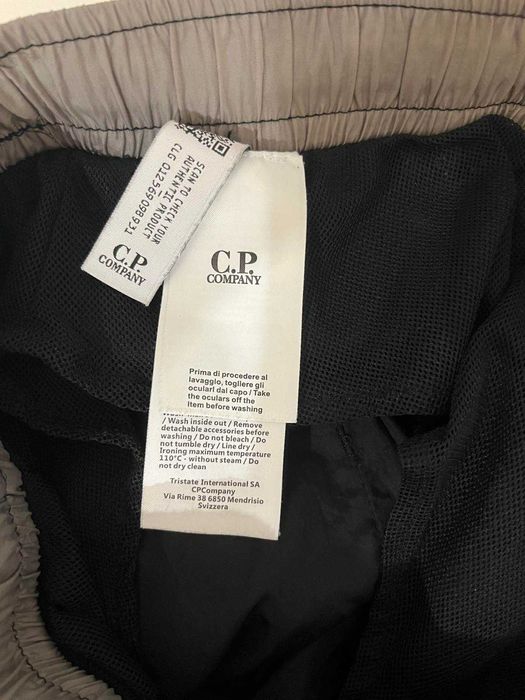 SCAN TO CHECK YOUR
AUTHENTIC PRODUCT
CLG 012569098931
C.P.
COMPANY
C.P.
COMPANY
Prima di procedere al
lavaggio, togliere gli
oculari dal capo / Take
the oculars off the
item before washing
/ Wash inside out / Remove
detachable accessories before
washing / Do not bleach / Do
not tumble dry / Line dry /
Ironing maximum temperature
110°C - without steam / Do
not dry clean
Tristate International SA
CPCompany
Via Rime 38 6850 Mendrisio
Svizzera